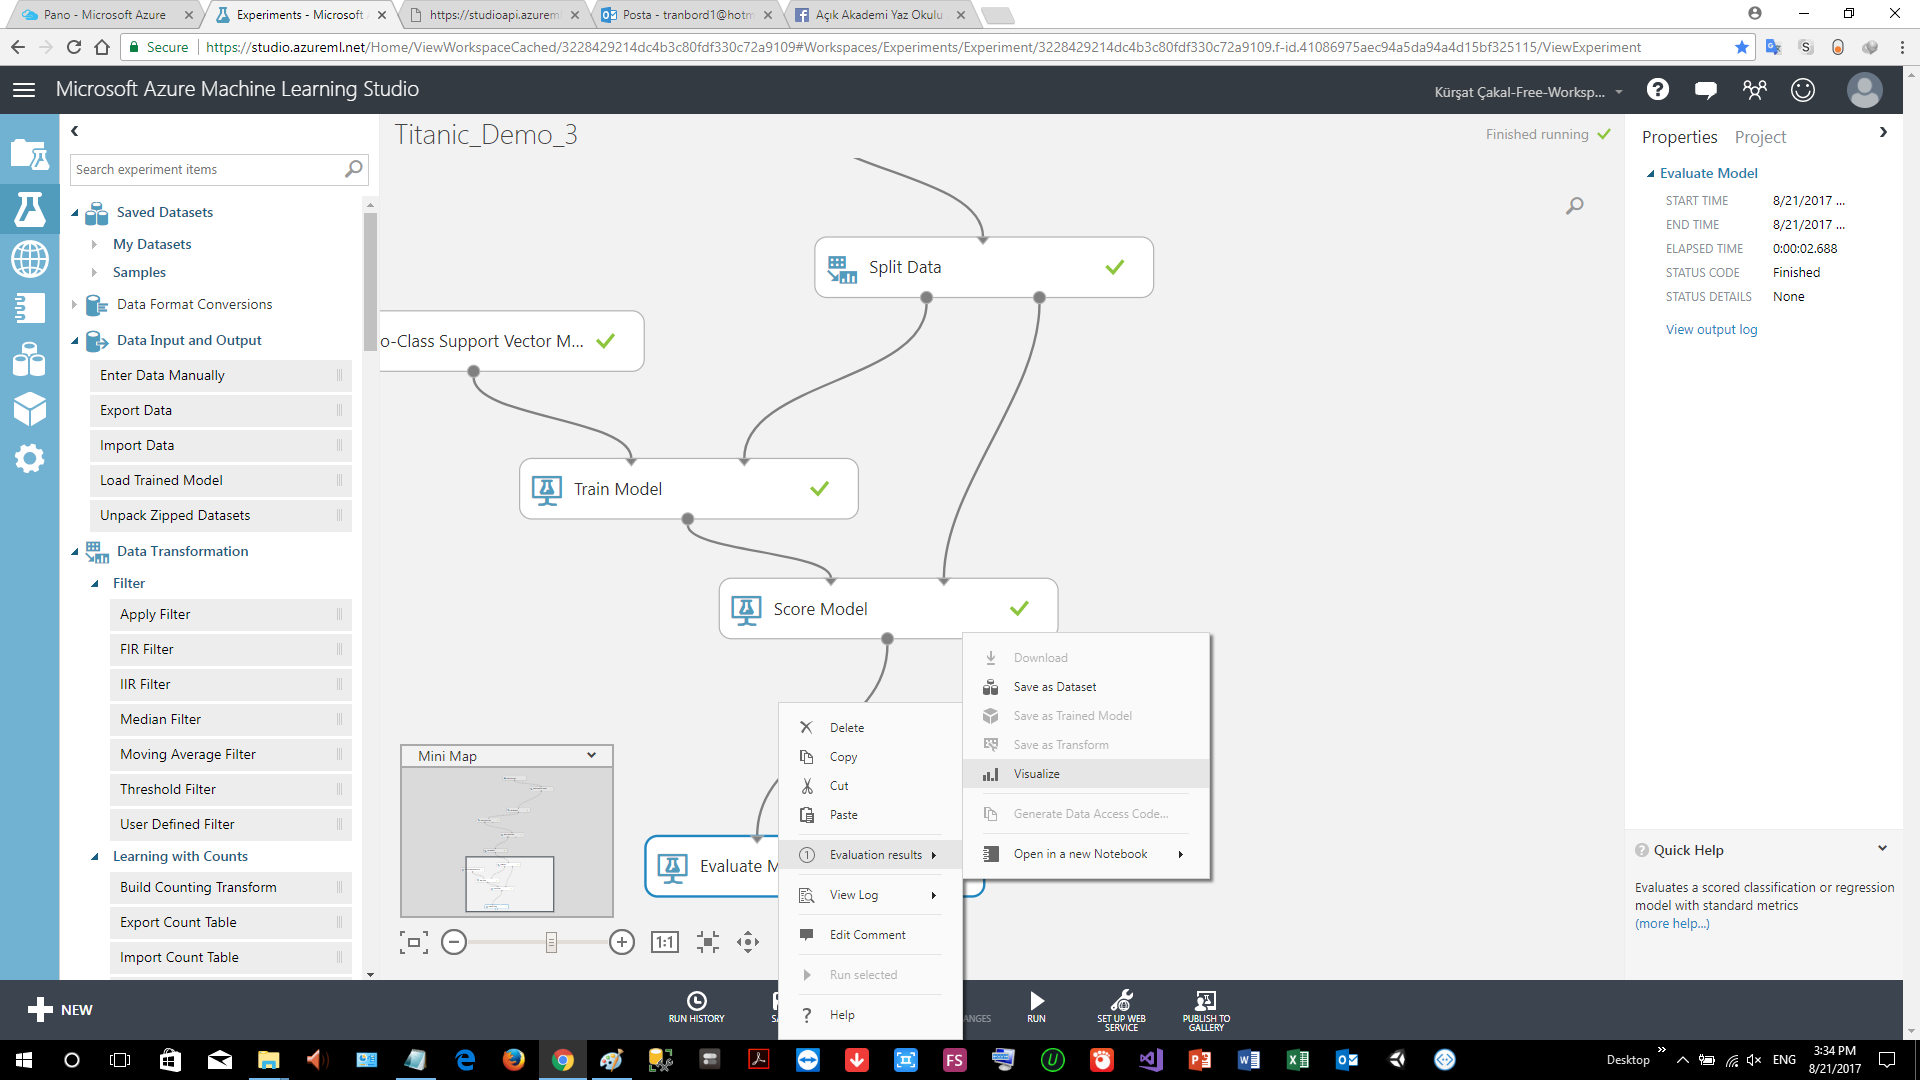 Pano - Microsoft Azure
Experiments - Microsoft
https://studioapi.azureml
Posta - tranbord1@hotm
Açık Akademi Yaz Okulu
Secure
https://studio.azureml.net/Home/ViewWorkspaceCached/3228429214dc4b3c80fdf330c72a9109#Workspaces/Experiments/Experiment/3228429214dc4b3c80fdf330c72a9109.f-id.41086975aec94a5da94a4d15bf325115/ViewExperiment
Microsoft Azure Machine Learning Studio
Kürşat Çakal-Free-Worksp...
Search experiment items
Saved Datasets
My Datasets
Samples
Data Format Conversions
Data Input and Output
Enter Data Manually
Export Data
Import Data
Load Trained Model
Unpack Zipped Datasets
Data Transformation
Filter
Apply Filter
FIR Filter
IIR Filter
Median Filter
Moving Average Filter
Threshold Filter
User Defined Filter
Learning with Counts
Build Counting Transform
Export Count Table
Import Count Table
Titanic_Demo_3
Finished running
Split Data
o-Class Support Vector M...
Train Model
Score Model
Evaluate M
Mini Map
1:1
Delete
Copy
Cut
Paste
1 Evaluation results
View Log
Edit Comment
Run selected
Help
Download
Save as Dataset
Save as Trained Model
Save as Transform
Visualize
Generate Data Access Code...
Open in a new Notebook
Properties
Project
Evaluate Model
START TIME 8/21/2017 ...
END TIME 8/21/2017 ...
ELAPSED TIME 0:00:02.688
STATUS CODE Finished
STATUS DETAILS None
View output log
Quick Help
Evaluates a scored classification or regression
model with standard metrics
(more help...)
NEW
RUN HISTORY
SA
ANGES
RUN
SET UP WEB
SERVICE
PUBLISH TO
GALLERY
FS
Desktop
ENG
3:34 PM
8/21/2017